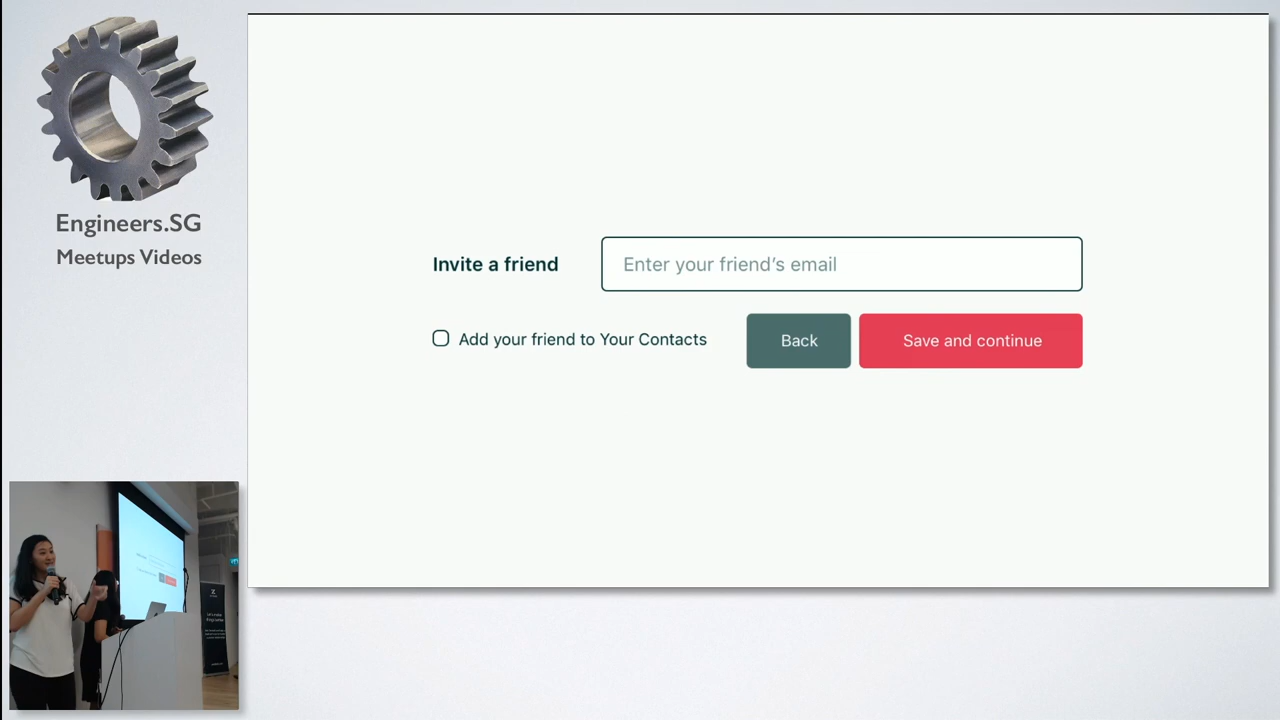 Engineers.SG
Meetups Videos
Invite a friend
Enter your friend’s email
Add your friend to Your Contacts
Back
Save and continue